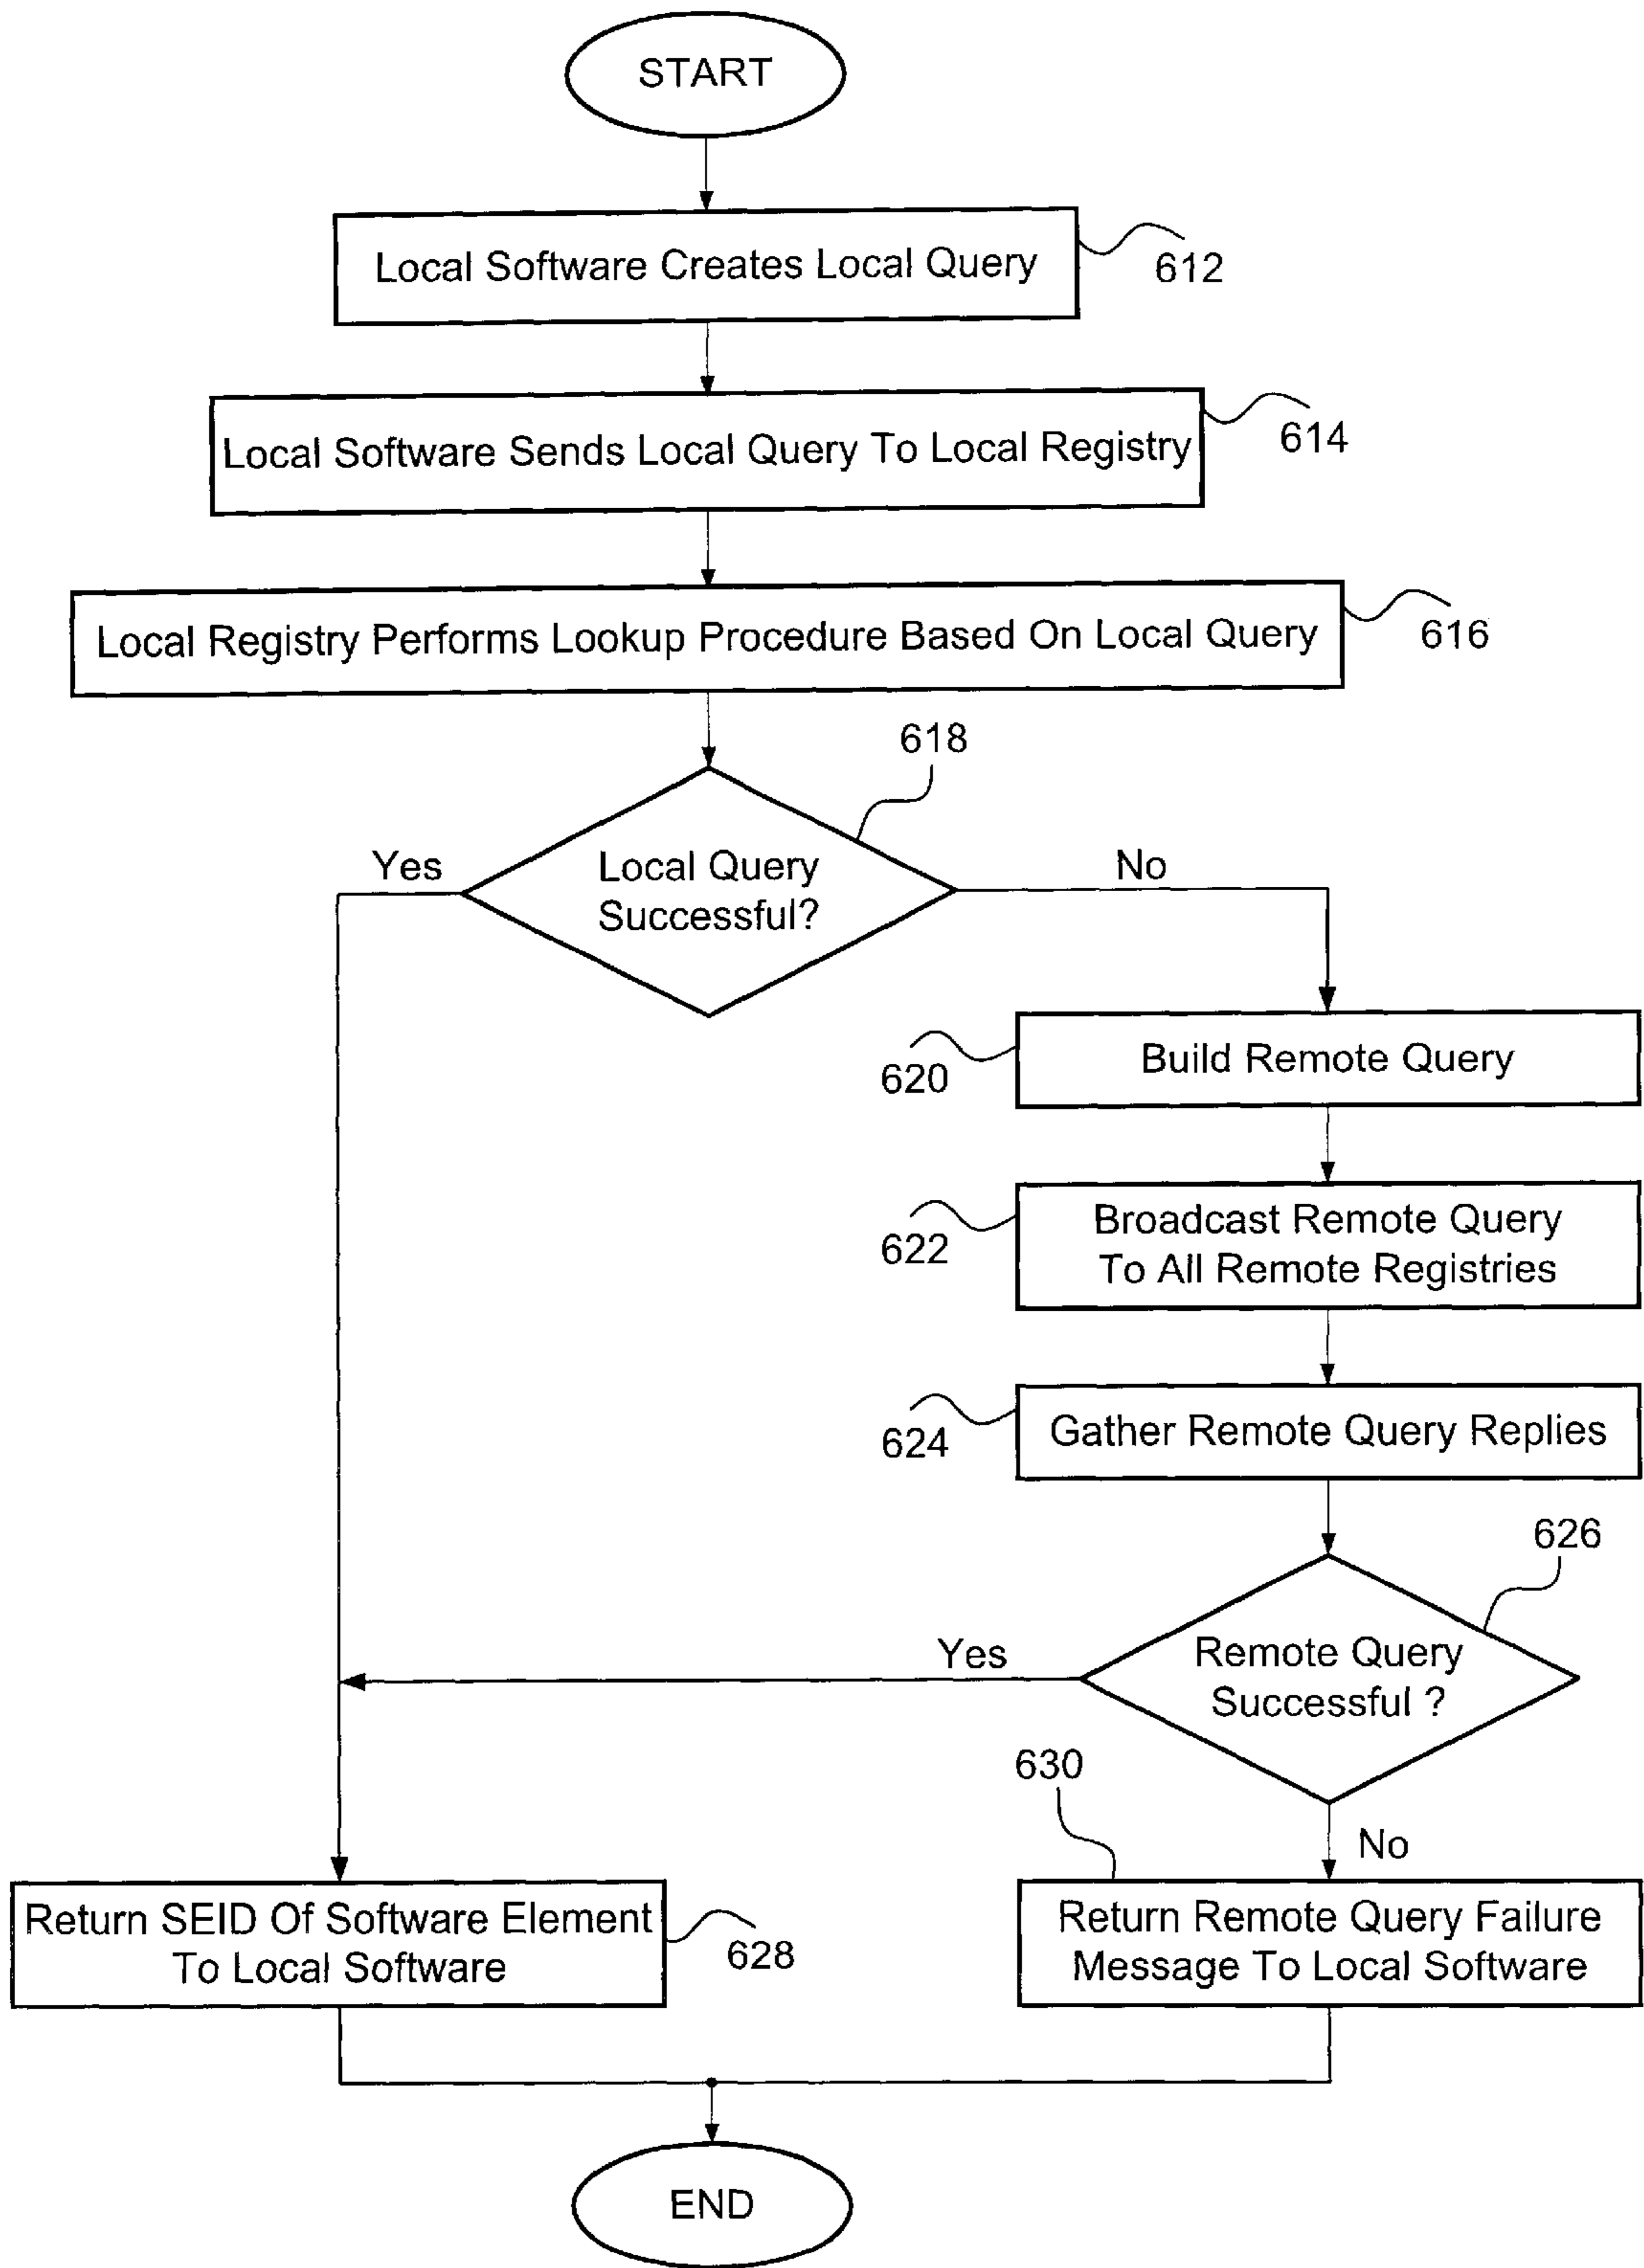 START
Local Software Creates Local Query
612
Local Software Sends Local Query To Local Registry
614
Local Registry Performs Lookup Procedure Based On Local Query
616
618
Yes
Local Query
Successful?
No
Build Remote Query
620
Broadcast Remote Query
To All Remote Registries
622
Gather Remote Query Replies
624
626
Yes
Remote Query
Successful ?
630
No
Return SEID Of Software Element
To Local Software
628
Return Remote Query Failure
Message To Local Software
END